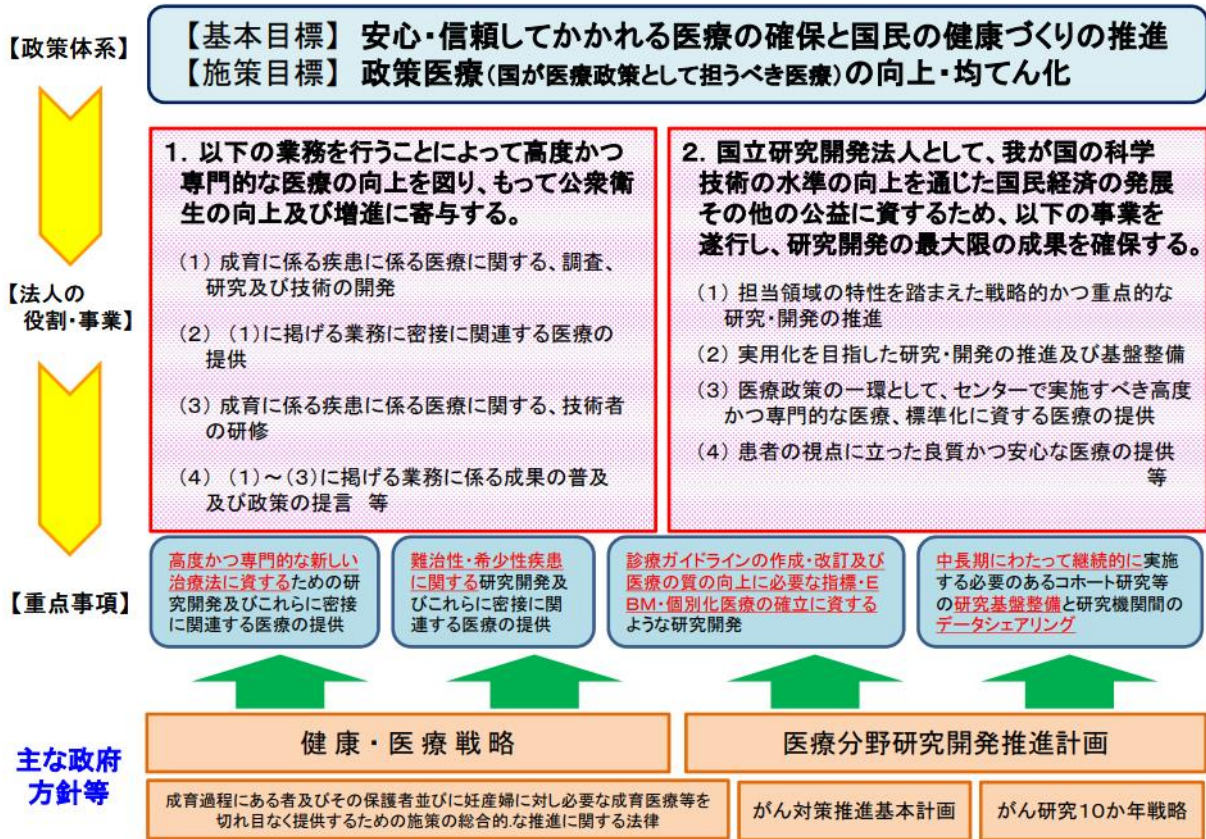 【政策体系】
【基本目標】 安心・信頼してかかれる医療の確保と国民の健康づくりの推進
【施策目標】 政策医療(国が医療政策として担うべき医療)の向上・均てん化
【法人の
役割・事業】
1．以下の業務を行うことによって高度かつ
専門的な医療の向上を図り、もって公衆衛
生の向上及び増進に寄与する。
（1）成育に係る疾患に係る医療に関する、調査、
研究及び技術の開発
（2）（1）に掲げる業務に密接に関連する医療の
提供
（3）成育に係る疾患に係る医療に関する、技術者
の研修
（4）（1）～（3）に掲げる業務に係る成果の普及
及び政策の提言 等
2．国立研究開発法人として、我が国の科学
技術の水準の向上を通じた国民経済の発展
その他の公益に資するため、以下の事業を
遂行し、研究開発の最大限の成果を確保する。
（1）担当領域の特性を踏まえた戦略的かつ重点的な
研究・開発の推進
（2）実用化を目指した研究・開発の推進及び基盤整備
（3）医療政策の一環として、センターで実施すべき高度
かつ専門的な医療、標準化に資する医療の提供
（4）患者の視点に立った良質かつ安心な医療の提供
等
【重点事項】
高度かつ専門的な新しい
治療法に資するための研
究開発及びこれらに密接
に関連する医療の提供
難治性・希少性疾患
に関する研究開発及
びこれらに密接に関
連する医療の提供
診療ガイドラインの作成・改訂及び
医療の質の向上に必要な指標・E
BM・個別化医療の確立に資する
ような研究開発
中長期にわたって継続的に実施
する必要のあるコホート研究等
の研究基盤整備と研究機関間の
データシェアリング
主な政府
方針等
健康・医療戦略
医療分野研究開発推進計画
成育過程にある者及びその保護者並びに妊産婦に対し必要な成育医療等を
切れ目なく提供するための施策の総合的.な推進に関する法律
がん対策推進基本計画
がん研究10か年戦略